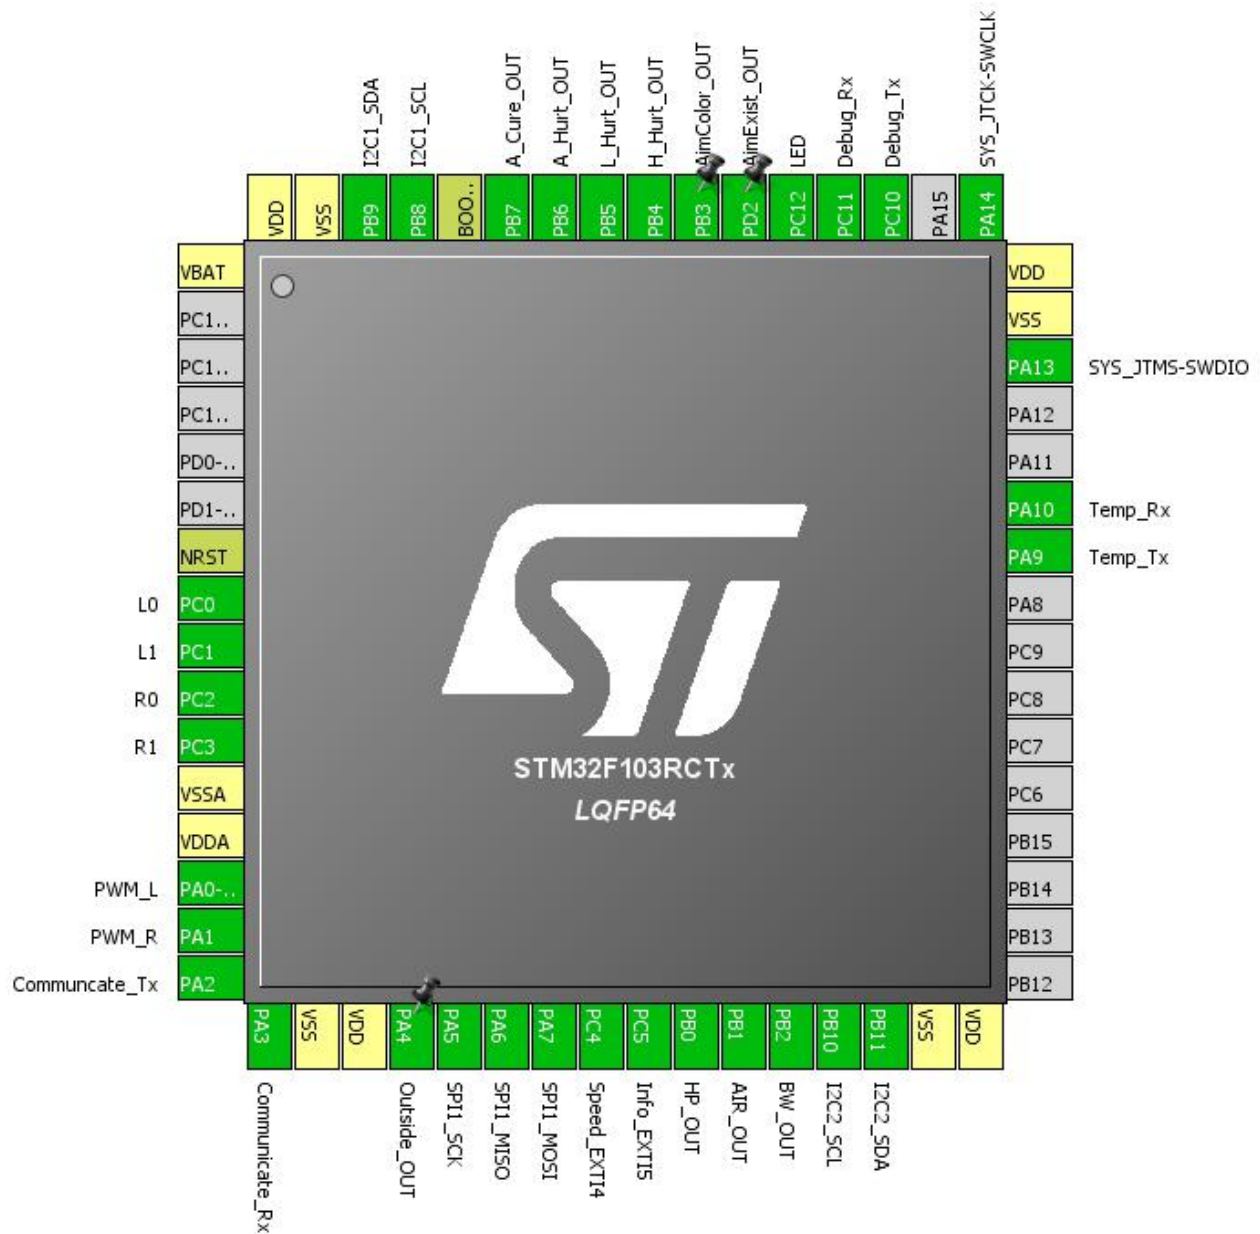 I2C1_SDA
I2C1_SCL
A_Cure_OUT
A_Hurt_OUT
L_Hurt_OUT
H_Hurt_OUT
AimColor_OUT
AimExist_OUT
LED
Debug_Rx
Debug_Tx
SYS_JTCK-SWCLK
VDD
VSS
PB9
PB8
BOO..
PB7
PB6
PB5
PB4
PB3
PD2
PC12
PC11
PC10
PA15
PA14
VBAT
PC1..
PC1..
PC1..
PD0-..
PD1-..
NRST
L0 PC0
L1 PC1
R0 PC2
R1 PC3
VSSA
VDDA
PWM_L PA0-..
PWM_R PA1
Communcate_Tx PA2
STM32F103RCTx
LQFP64
VDD
VSS
PA13 SYS_JTMS-SWDIO
PA12
PA11
PA10 Temp_Rx
PA9 Temp_Tx
PA8
PC9
PC8
PC7
PC6
PB15
PB14
PB13
PB12
PA3
VSS
VDD
PA4
PA5
PA6
PA7
PC4
PC5
PB0
PB1
PB2
PB10
PB11
VSS
VDD
Communicate_Rx
Outside_OUT
SPI1_SCK
SPI1_MISO
SPI1_MOSI
Speed_EXTI4
Info_EXTI5
HP_OUT
AIR_OUT
BW_OUT
I2C2_SCL
I2C2_SDA